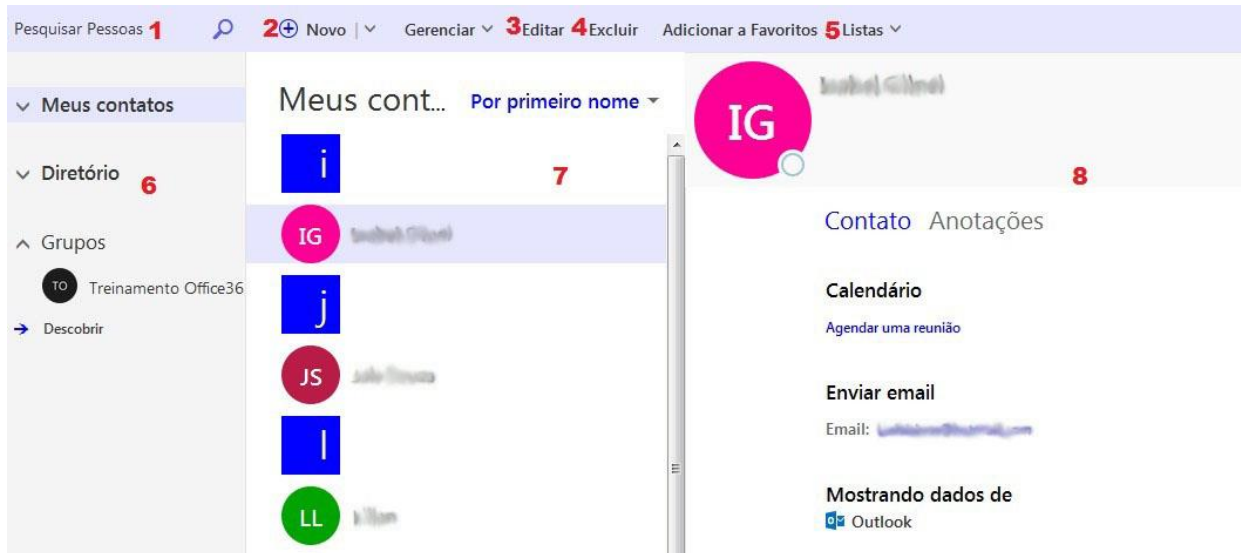 Pesquisar Pessoas 1 2 Novo Gerenciar 3 Editar 4 Excluir Adicionar a Favoritos 5 Listas
Meus contatos
Diretório
6
Grupos
TO Treinamento Office36
Descobrir
Meus cont... Por primeiro nome
i
7
IG
j
JS
l
LL
IG
8
Contato Anotações
Calendário
Agendar uma reunião
Enviar email
Email:
Mostrando dados de
Outlook